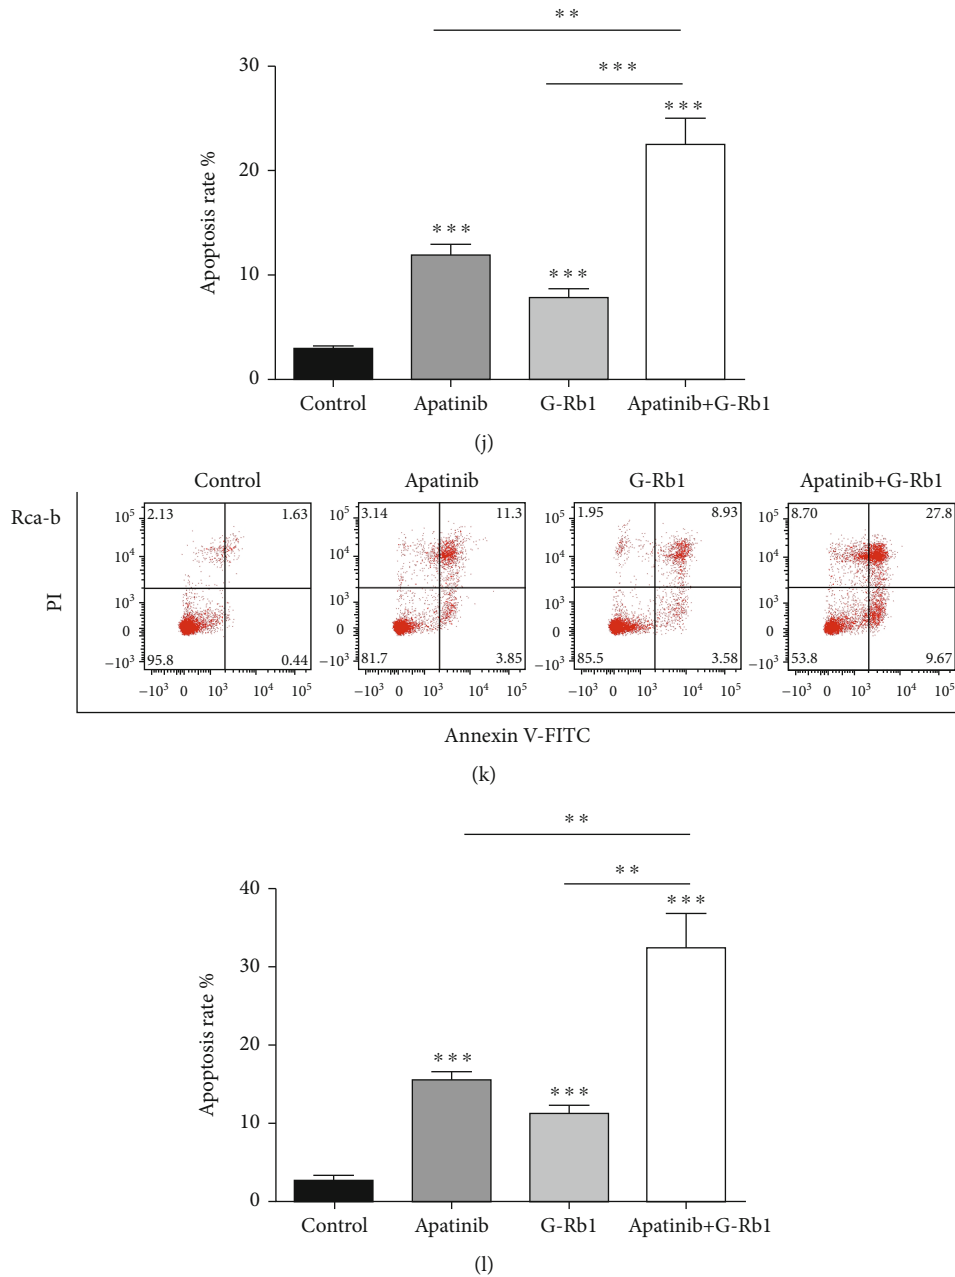 **
30
***
***
20
Apoptosis rate %
***
10
***
0
Control Apatinib G-Rb1 Apatinib+G-Rb1
(j)
Control Apatinib G-Rb1 Apatinib+G-Rb1
Rca-b
PI
10⁵ 2.13 1.63 10⁵ 3.14 11.3 10⁵ 1.95 8.93 10⁵ 8.70 27.8
10⁴ 10⁴ 10⁴ 10⁴
10³ 10³ 10³ 10³
0 0 0 0
−10³ 95.8 0.44 −10³ 81.7 3.85 −10³ 85.5 3.58 −10³ 53.8 9.67
−10³ 0 10³ 10⁴ 10⁵ −10³ 0 10³ 10⁴ 10⁵ −10³ 0 10³ 10⁴ 10⁵ −10³ 0 10³ 10⁴ 10⁵
Annexin V-FITC
(k)
**
40
**
***
30
Apoptosis rate %
20
***
***
10
0
Control Apatinib G-Rb1 Apatinib+G-Rb1
(l)